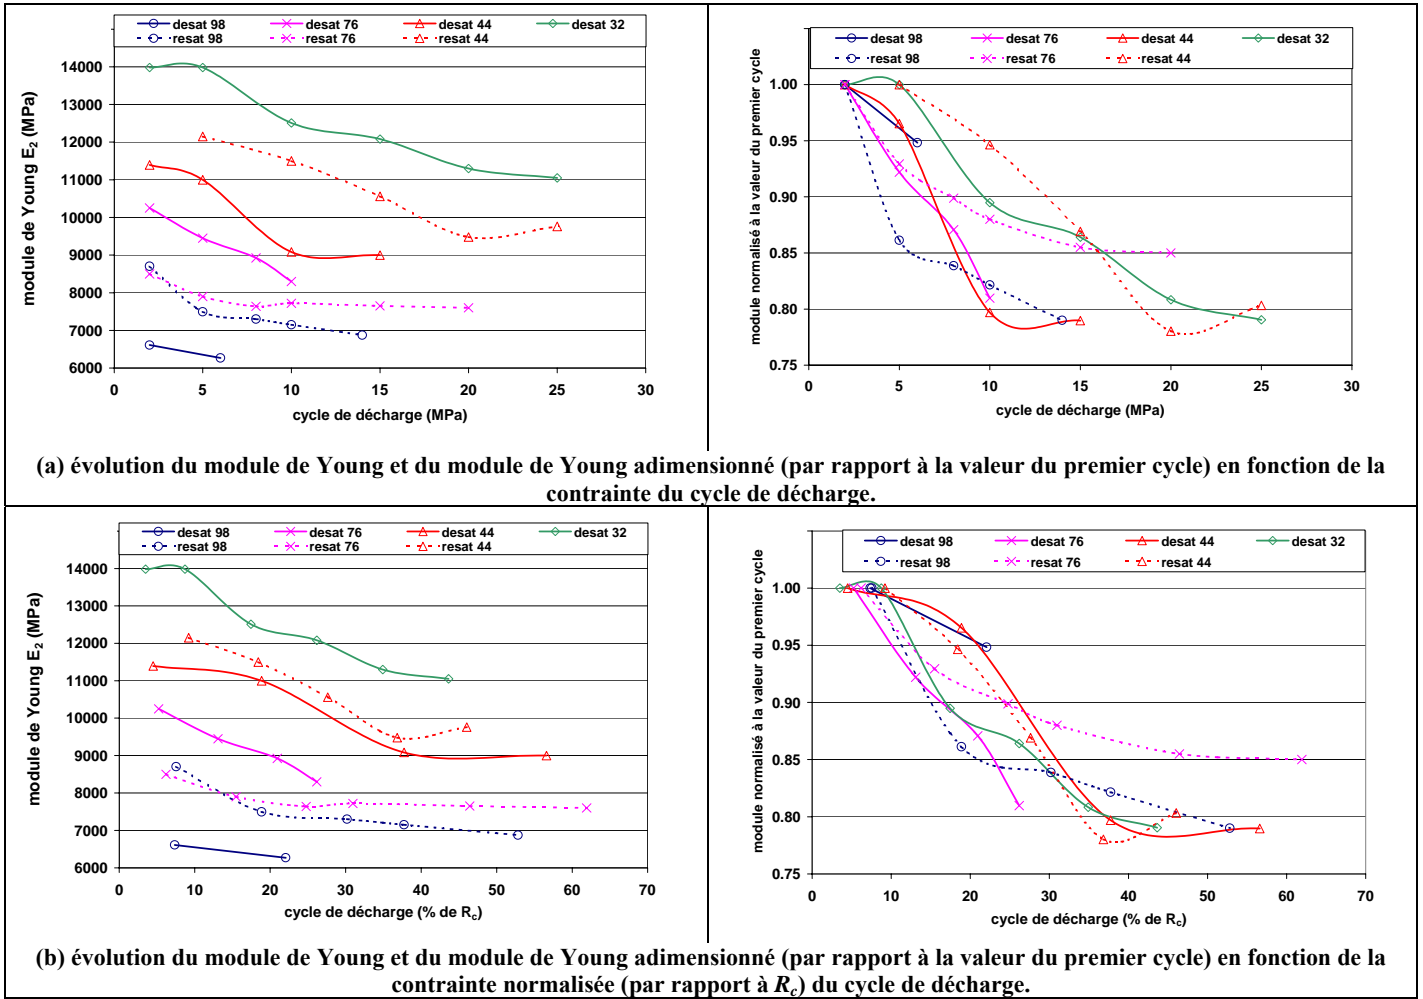 desat 98 desat 76 desat 44 desat 32
resat 98 resat 76 resat 44
14000
13000
12000
11000
10000
9000
8000
7000
6000
0 5 10 15 20 25 30
module de Young E₂ (MPa)
cycle de décharge (MPa)
desat 98 desat 76 desat 44 desat 32
resat 98 resat 76 resat 44
1.00
0.95
0.90
0.85
0.80
0.75
0 5 10 15 20 25 30
module normalisé à la valeur du premier cycle
cycle de décharge (MPa)
(a) évolution du module de Young et du module de Young adimensionné (par rapport à la valeur du premier cycle) en fonction de la
contrainte du cycle de décharge.
desat 98 desat 76 desat 44 desat 32
resat 98 resat 76 resat 44
14000
13000
12000
11000
10000
9000
8000
7000
6000
0 10 20 30 40 50 60 70
module de Young E₂ (MPa)
cycle de décharge (% de Rc)
desat 98 desat 76 desat 44 desat 32
resat 98 resat 76 resat 44
1.00
0.95
0.90
0.85
0.80
0.75
0 10 20 30 40 50 60 70
module normalisé à la valeur du premier cycle
cycle de décharge (% de Rc)
(b) évolution du module de Young et du module de Young adimensionné (par rapport à la valeur du premier cycle) en fonction de la
contrainte normalisée (par rapport à Rc) du cycle de décharge.